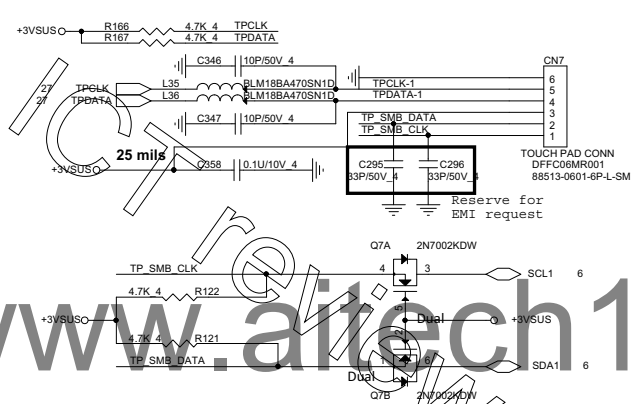 +3VSUS
R166 4.7K_4 TPCLK
R167 4.7K_4 TPDATA
C346 10P/50V_4
CN7
27 TPCLK L35 BLM18BA470SN1D TPCLK-1
27 TPDATA L36 BLM18BA470SN1D TPDATA-1
6
5
4
3
2
1
TP_SMB_DATA
TP_SMB_CLK
C347 10P/50V_4
25 mils
+3VSUS
C358 0.1U/10V_4
C295 33P/50V_4
C296 33P/50V_4
TOUCH PAD CONN
DFFC06MR001
88513-0601-6P-L-SM
Reserve for
EMI request
Q7A 2N7002KDW
TP_SMB_CLK 4 3 SCL1 6
4.7K_4 R122
5
+3VSUS
Dual
+3VSUS
2
4.7K_4 R121
TP_SMB_DATA 1 6 SDA1 6
Dual
Q7B 2N7002KDW
www.aitech1